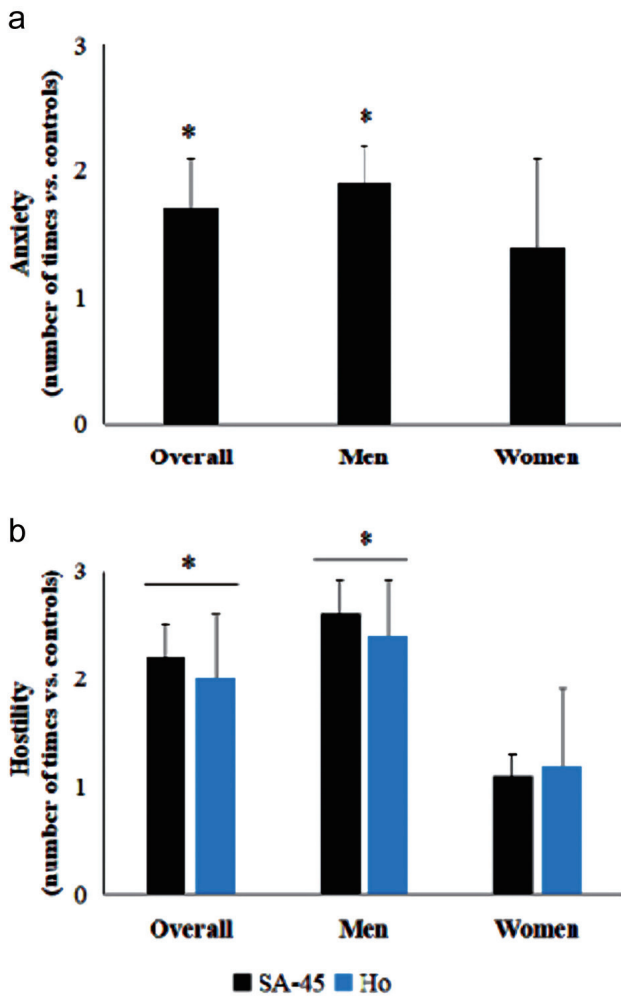 a
Anxiety
(number of times vs. controls)
3
2
1
0
*
*
Overall Men Women
b
Hostility
(number of times vs. controls)
3
2
1
0
*
*
Overall Men Women
SA-45 Ho